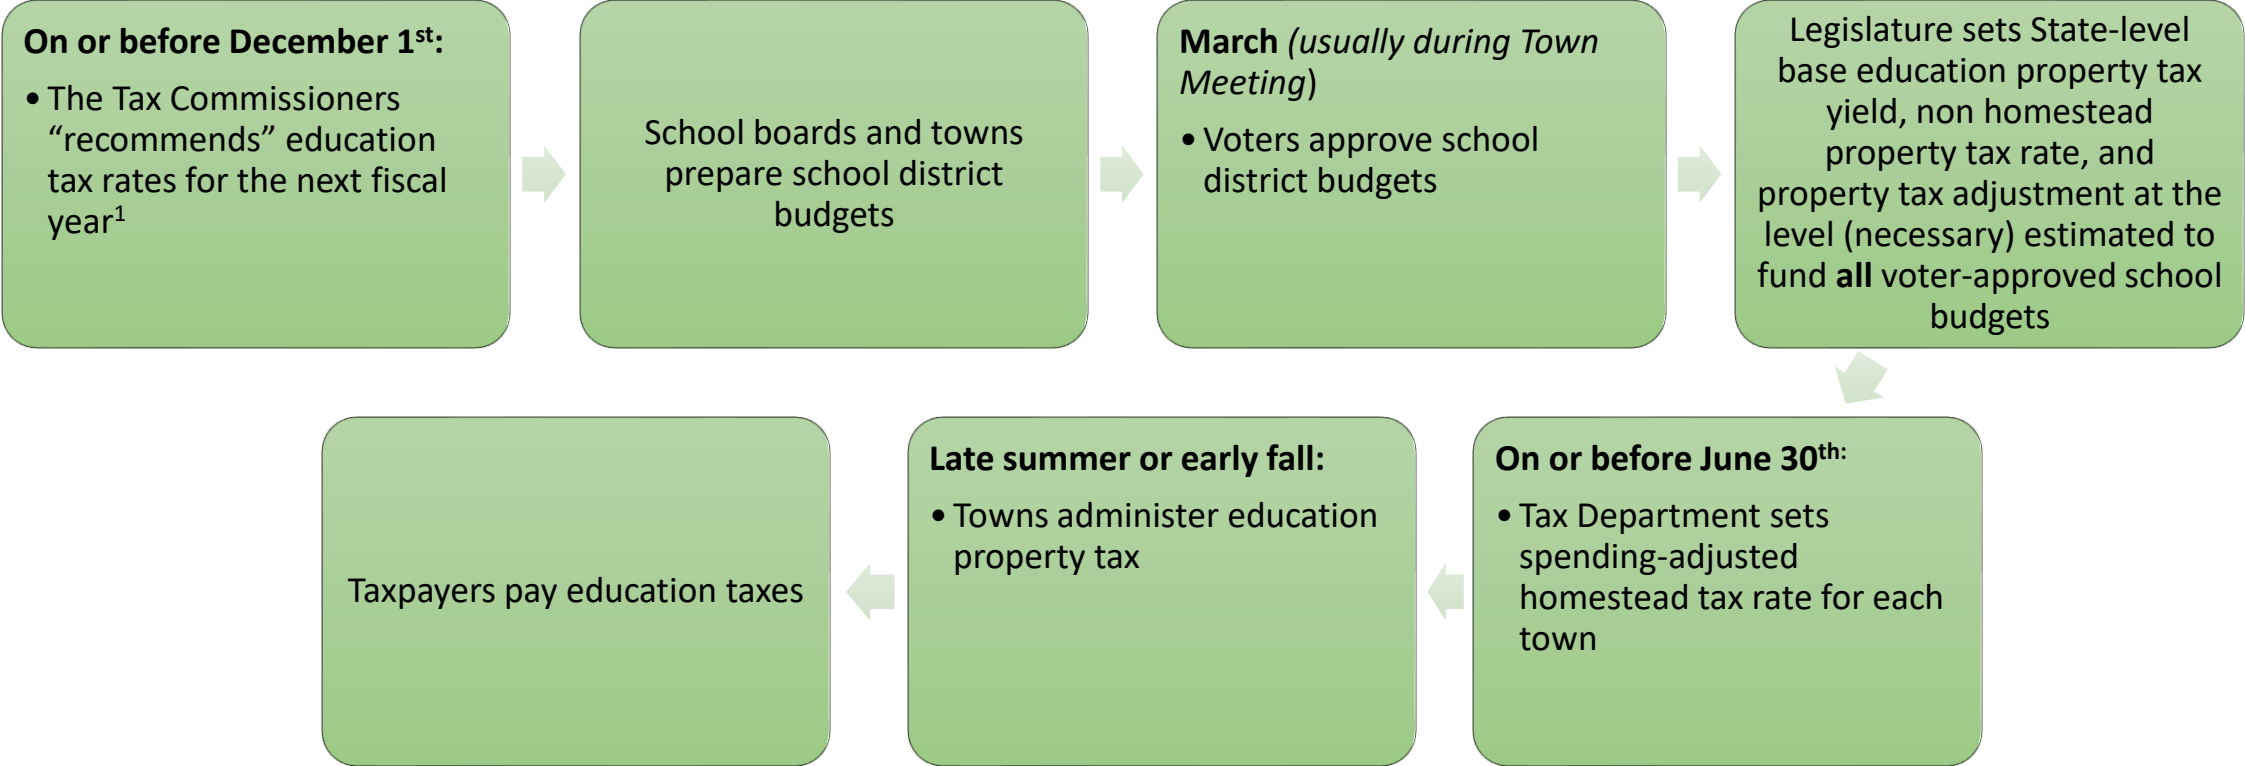 On or before December 1st:
• The Tax Commissioners
“recommends” education
tax rates for the next fiscal
year1
School boards and towns
prepare school district
budgets
March (usually during Town
Meeting)
• Voters approve school
district budgets
Legislature sets State-level
base education property tax
yield, non homestead
property tax rate, and
property tax adjustment at the
level (necessary) estimated to
fund all voter-approved school
budgets
On or before June 30th:
• Tax Department sets
spending-adjusted
homestead tax rate for each
town
Late summer or early fall:
• Towns administer education
property tax
Taxpayers pay education taxes